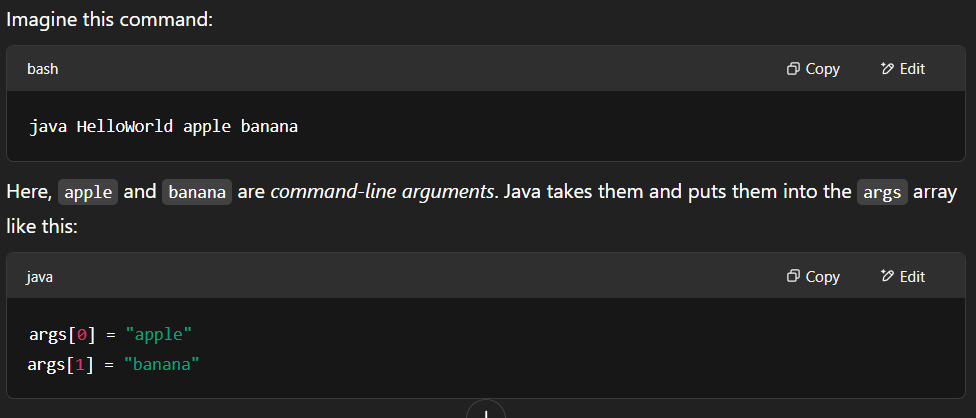 Imagine this command:
bash Copy Edit
java HelloWorld apple banana
Here, apple and banana are command-line arguments. Java takes them and puts them into the args array
like this:
java Copy Edit
args[0] = "apple"
args[1] = "banana"